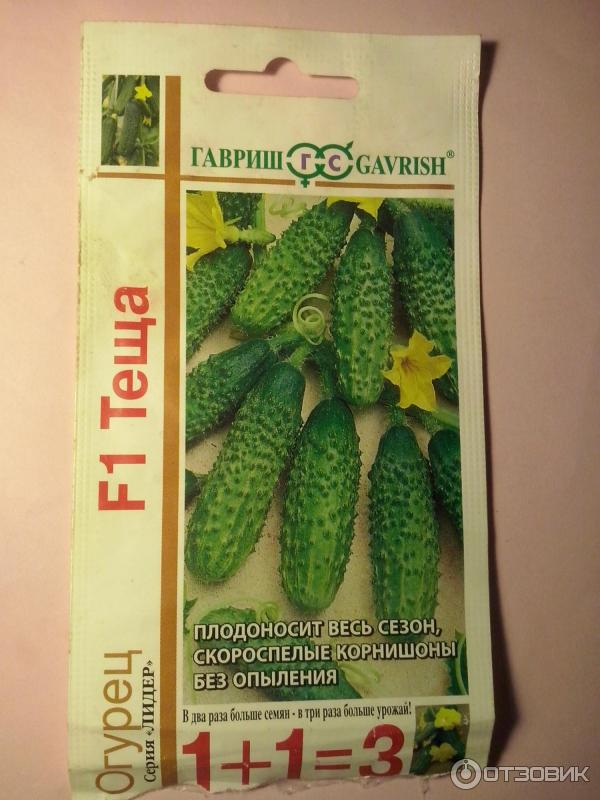 ГАВРИШ ГС GAVRISH®
Огурец F1 Теща
Серия «ЛИДЕР»
ПЛОДОНОСИТ ВЕСЬ СЕЗОН,
СКОРОСПЕЛЫЕ КОРНИШОНЫ
БЕЗ ОПЫЛЕНИЯ
В два раза больше семян - в три раза больше урожай!
1+1=3
ОТЗОВИК